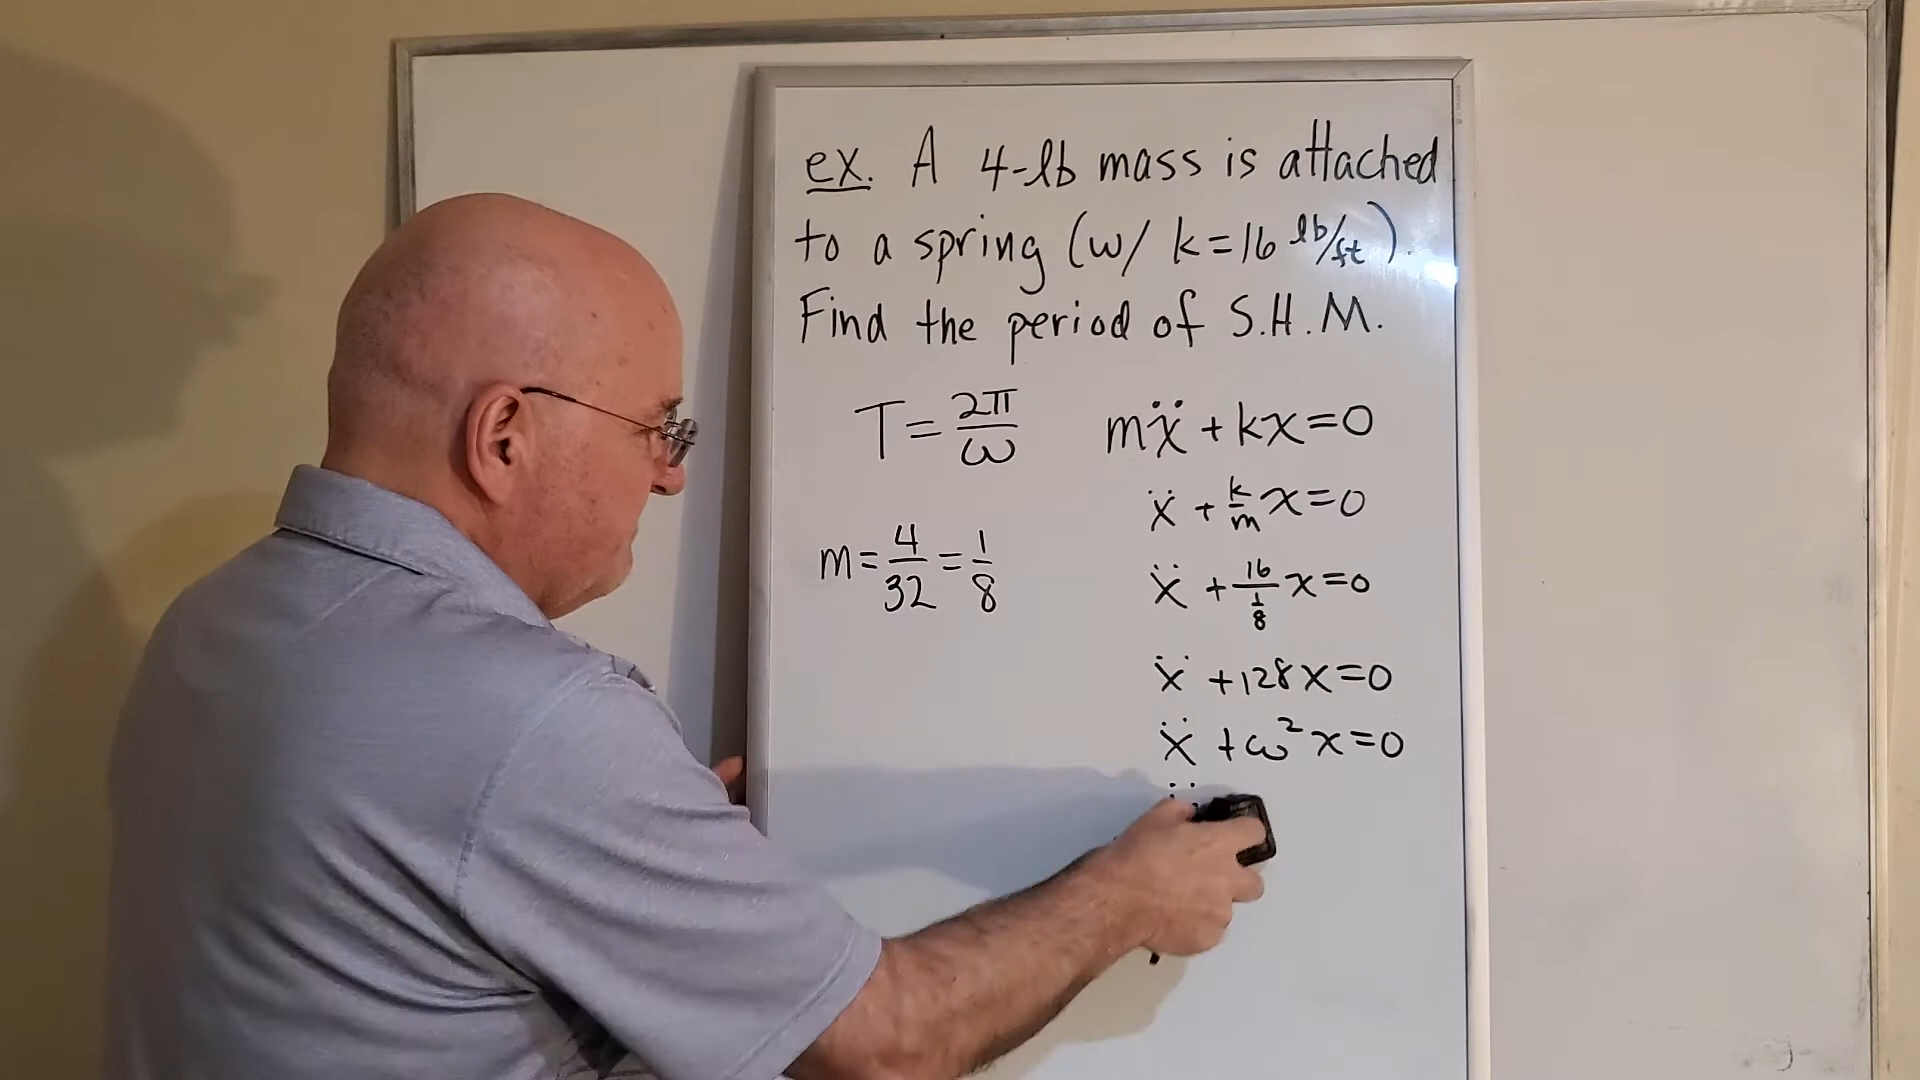 ex. A 4-lb mass is attached
to a spring (w/ k=16 lb/ft).
Find the period of S.H.M.
T = 2π/ω
mẍ + kx = 0
ẍ + k/m x = 0
m = 4/32 = 1/8
ẍ + 16/(1/8) x = 0
ẍ + 128x = 0
ẍ + ω² x = 0